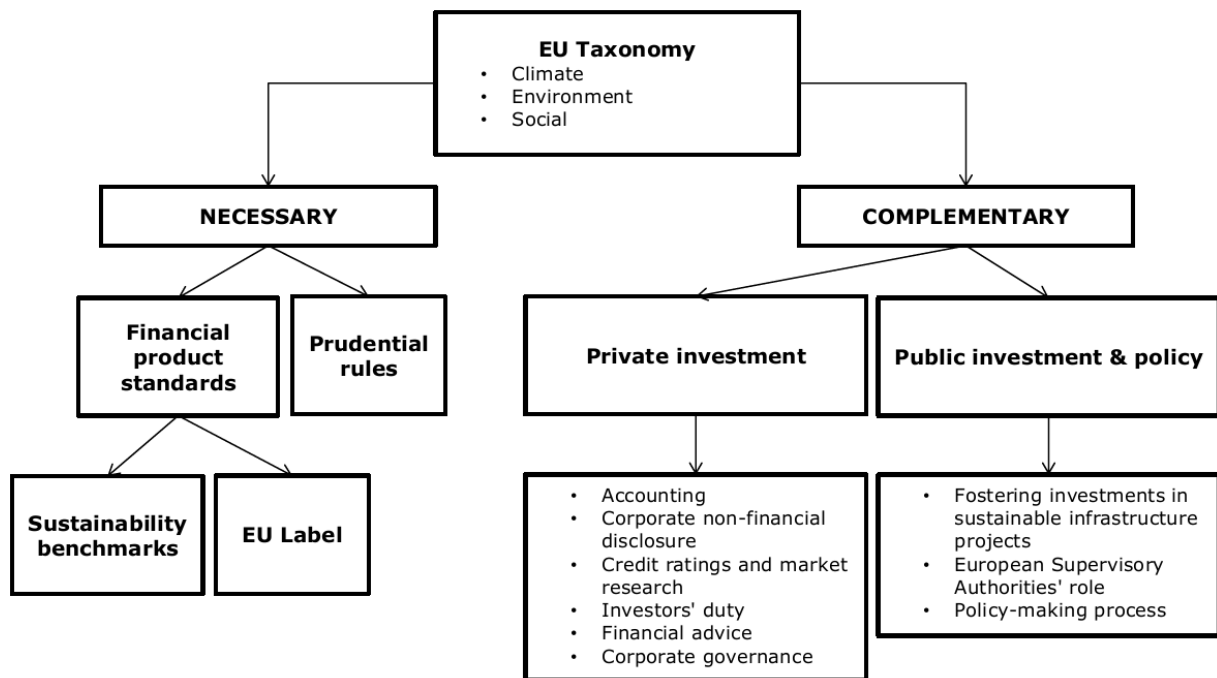 EU Taxonomy
• Climate
• Environment
• Social
NECESSARY
COMPLEMENTARY
Financial
product
standards
Prudential
rules
Private investment
Public investment & policy
Sustainability
benchmarks
EU Label
• Accounting
• Corporate non-financial
disclosure
• Credit ratings and market
research
• Investors' duty
• Financial advice
• Corporate governance
• Fostering investments in
sustainable infrastructure
projects
• European Supervisory
Authorities' role
• Policy-making process